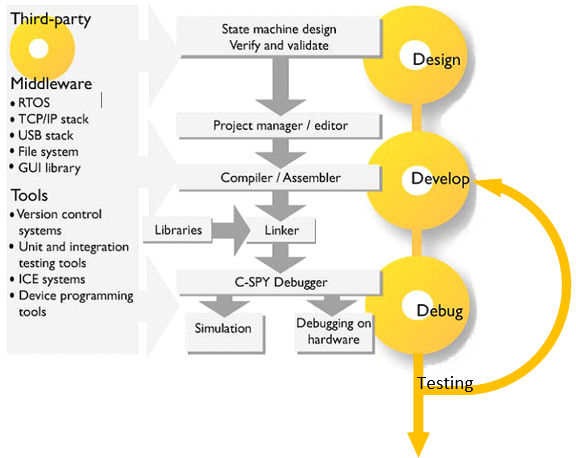 Third-party
Middleware
• RTOS
• TCP/IP stack
• USB stack
• File system
• GUI library
Tools
• Version control
systems
• Unit and integration
testing tools
• ICE systems
• Device programming
tools
State machine design
Verify and validate
Project manager / editor
Compiler / Assembler
Libraries
Linker
C-SPY Debugger
Simulation
Debugging on
hardware
Design
Develop
Debug
Testing